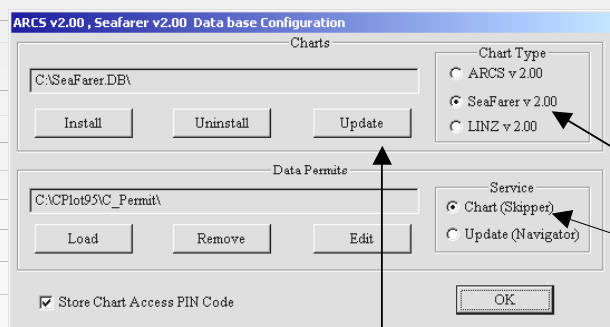 ARCS v2.00 , Seafarer v2.00 Data base Configuration
Charts
C:\SeaFarer.DB\
Install Uninstall Update
Chart Type
ARCS v 2.00
SeaFarer v 2.00
LINZ v 2.00
Data Permits
C:\CPlot95\C_Permit\
Load Remove Edit
Service
Chart (Skipper)
Update (Navigator)
Store Chart Access PIN Code
OK